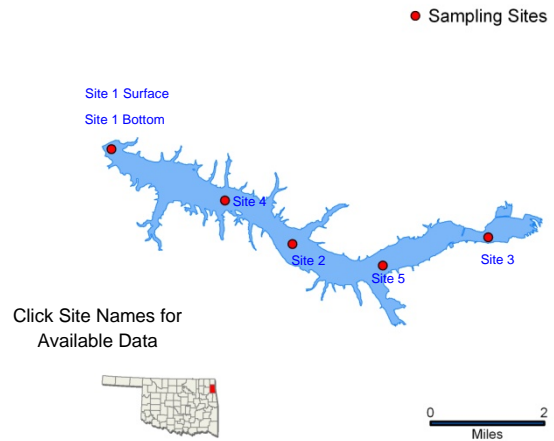 Sampling Sites
Site 1 Surface
Site 1 Bottom
Site 4
Site 2
Site 5
Site 3
Click Site Names for
Available Data
0 2
Miles